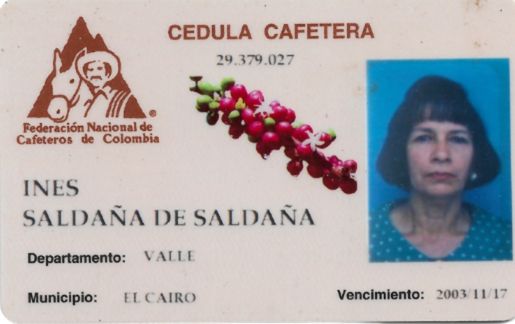 CEDULA CAFETERA
29.379.027
®
Federación Nacional de
Cafeteros de Colombia
INES
SALDAÑA DE SALDAÑA
Departamento: VALLE
Municipio: EL CAIRO
Vencimiento: 2003/11/17